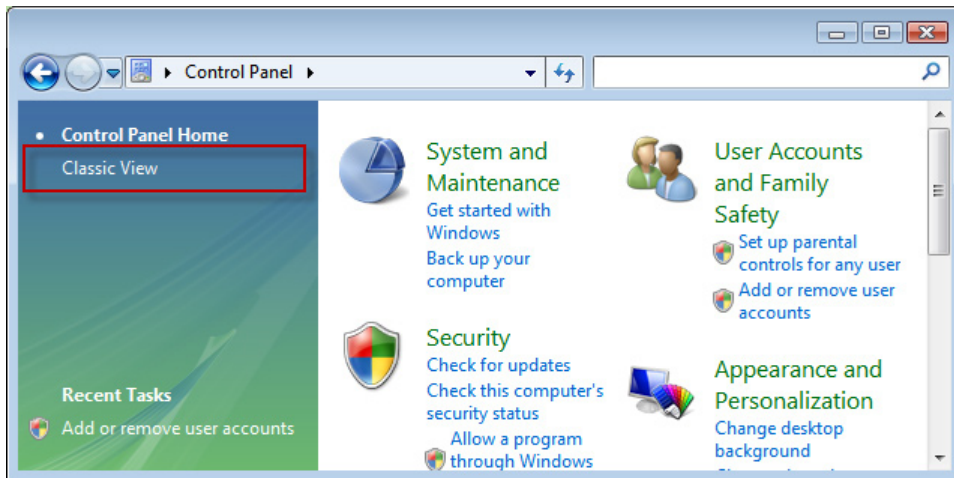 Control Panel
Control Panel Home
Classic View
Recent Tasks
Add or remove user accounts
System and
Maintenance
Get started with
Windows
Back up your
computer
Security
Check for updates
Check this computer's
security status
Allow a program
through Windows
User Accounts
and Family
Safety
Set up parental
controls for any user
Add or remove user
accounts
Appearance and
Personalization
Change desktop
background